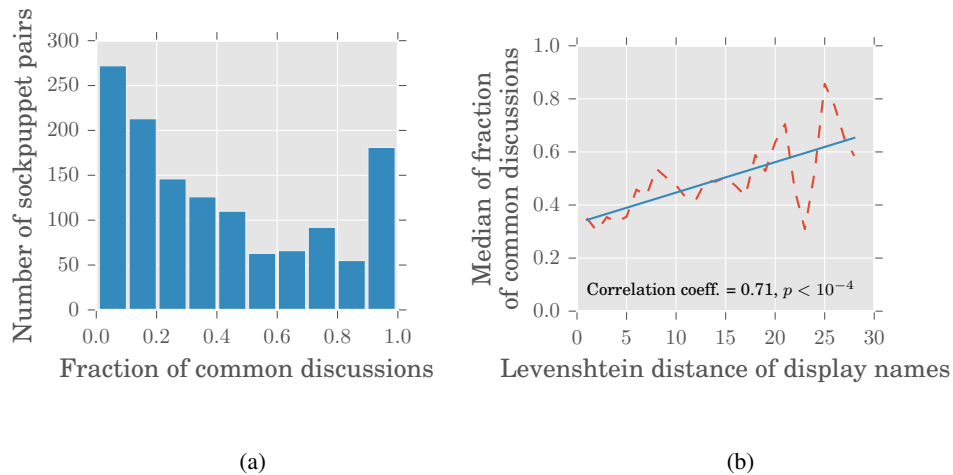 Number of sockpuppet pairs
300
250
200
150
100
50
0
0.0 0.2 0.4 0.6 0.8 1.0
Fraction of common discussions
(a)
Median of fraction
of common discussions
1.0
0.8
0.6
0.4
0.2
0.0
Correlation coeff. = 0.71, p < 10⁻⁴
0 5 10 15 20 25 30
Levenshtein distance of display names
(b)